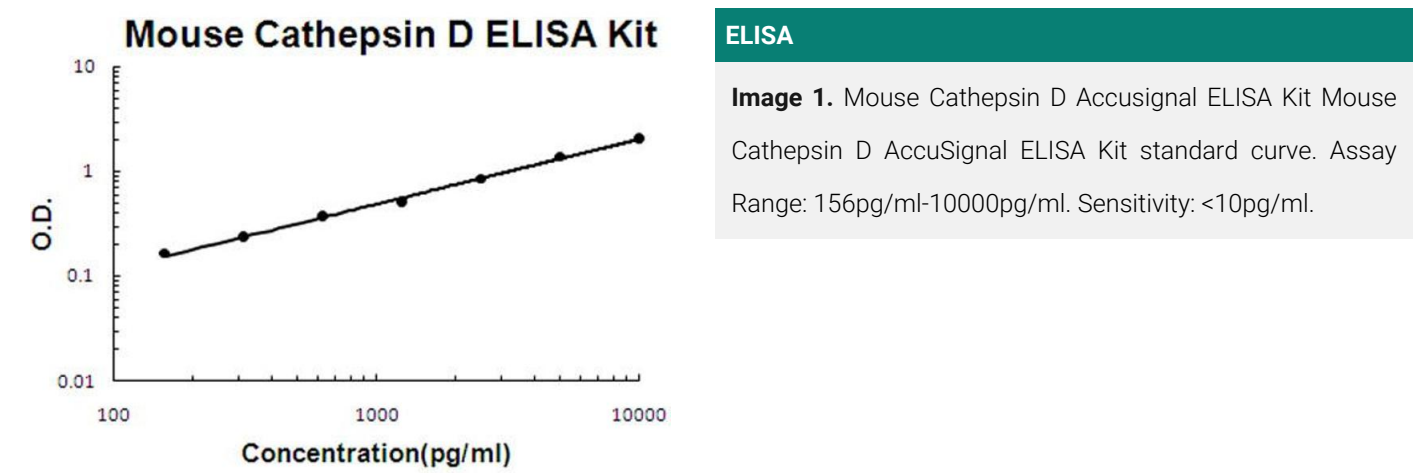 Mouse Cathepsin D ELISA Kit
10
1
0.1
0.01
O.D.
100
1000
10000
Concentration(pg/ml)
ELISA
Image 1. Mouse Cathepsin D Accusignal ELISA Kit Mouse
Cathepsin D AccuSignal ELISA Kit standard curve. Assay
Range: 156pg/ml-10000pg/ml. Sensitivity: <10pg/ml.